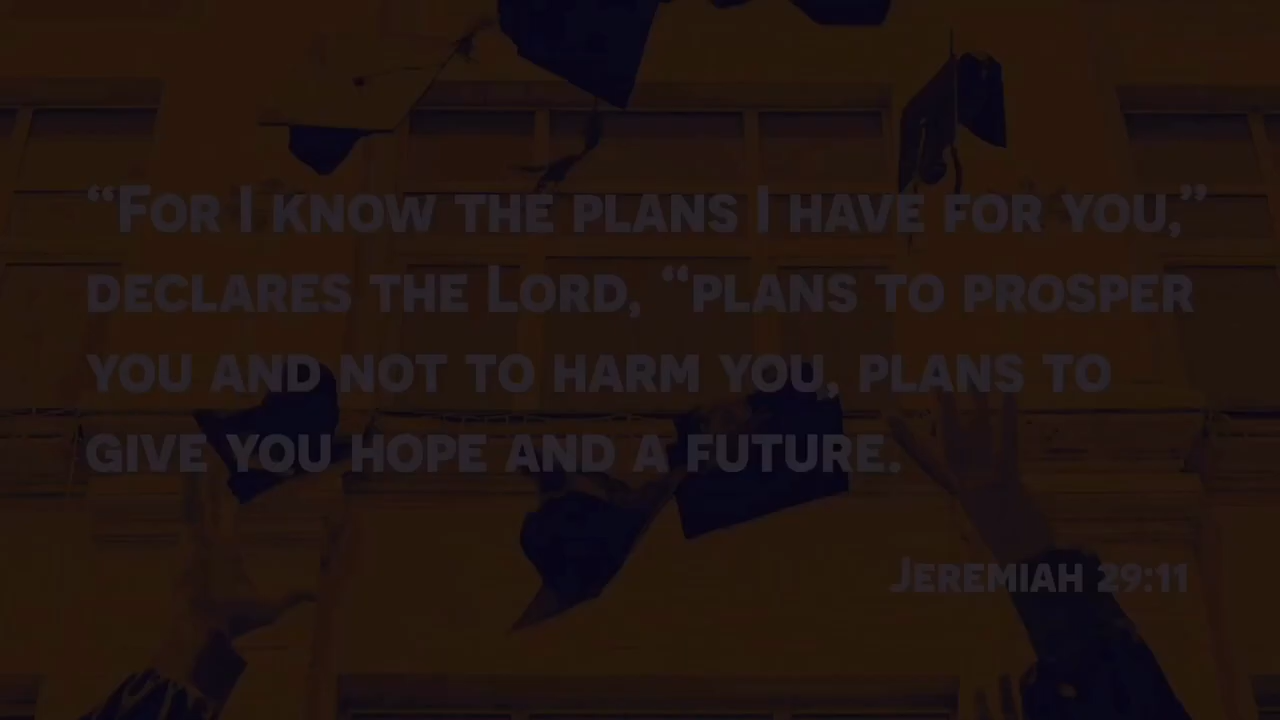 “For I know the plans I have for you,”
declares the Lord, “plans to prosper
you and not to harm you, plans to
give you hope and a future.
Jeremiah 29:11